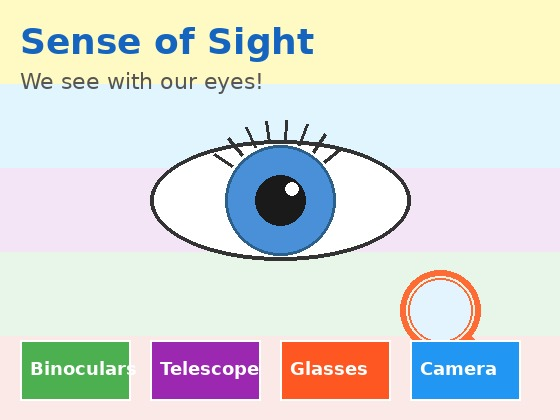 Sense of Sight
We see with our eyes!
Binoculars
Telescope
Glasses
Camera